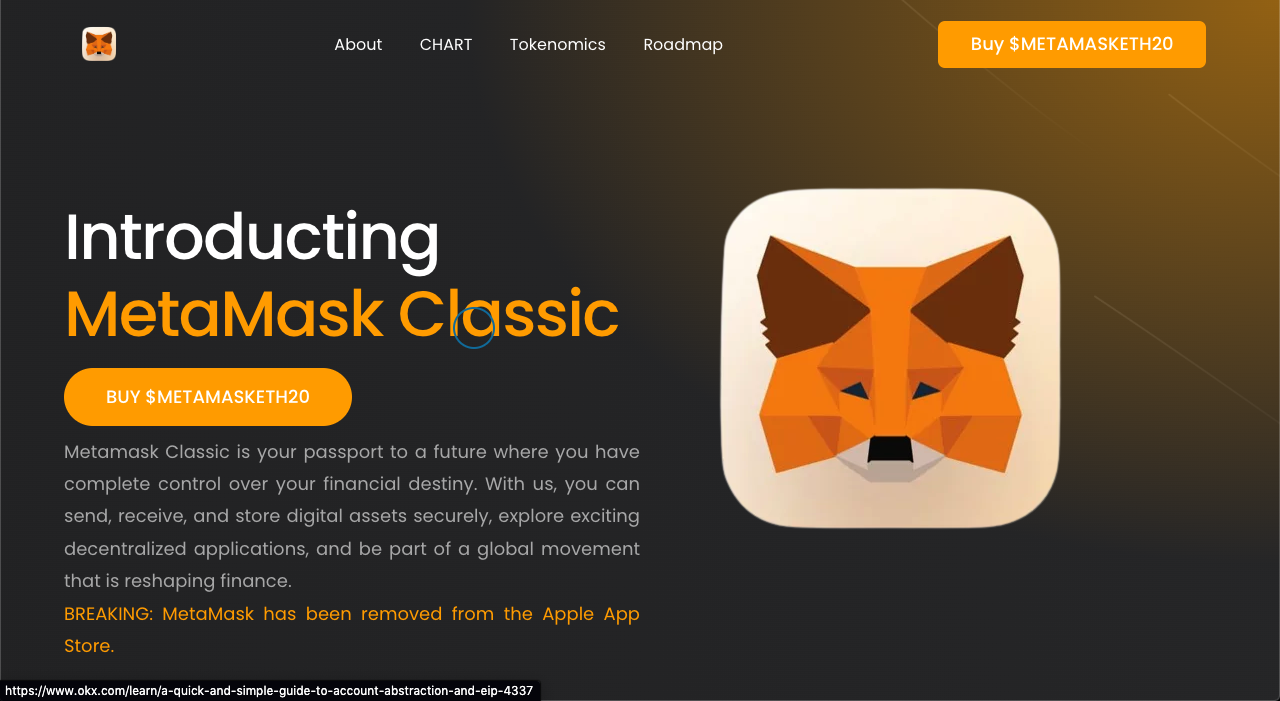 About CHART Tokenomics Roadmap Buy $METAMASKETH20
Introducting
MetaMask Classic
BUY $METAMASKETH20
Metamask Classic is your passport to a future where you have
complete control over your financial destiny. With us, you can
send, receive, and store digital assets securely, explore exciting
decentralized applications, and be part of a global movement
that is reshaping finance.
BREAKING: MetaMask has been removed from the Apple App
Store.
https://www.okx.com/learn/a-quick-and-simple-guide-to-account-abstraction-and-eip-4337